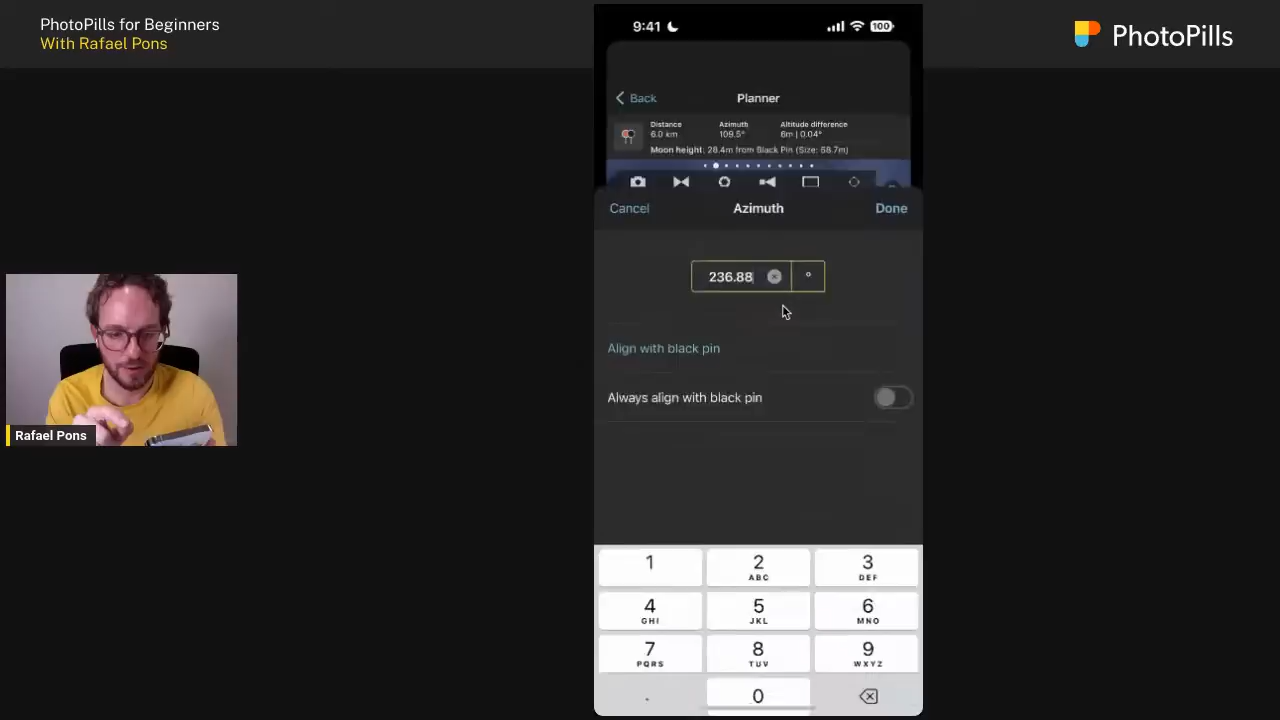 PhotoPills for Beginners
With Rafael Pons
PhotoPills
9:41
100
Back
Planner
Distance
Azimuth
Altitude difference
6.0 km
109.5°
6m | 0.04°
Moon height: 28.4m from Black Pin (Size: 58.7m)
Cancel
Azimuth
Done
236.88
°
Align with black pin
Always align with black pin
Rafael Pons
1
2
3
ABC
DEF
4
5
6
GHI
JKL
MNO
7
8
9
PQRS
TUV
WXYZ
.
0